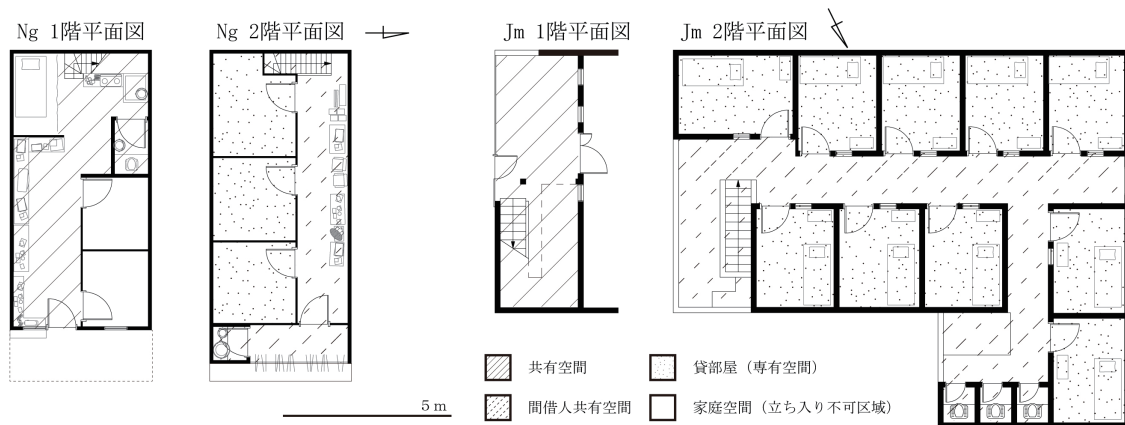 Ng 1階平面図
Ng 2階平面図
Jm 1階平面図
Jm 2階平面図
共有空間
貸部屋（専有空間）
間借人共有空間
家庭空間（立ち入り不可区域）
5m